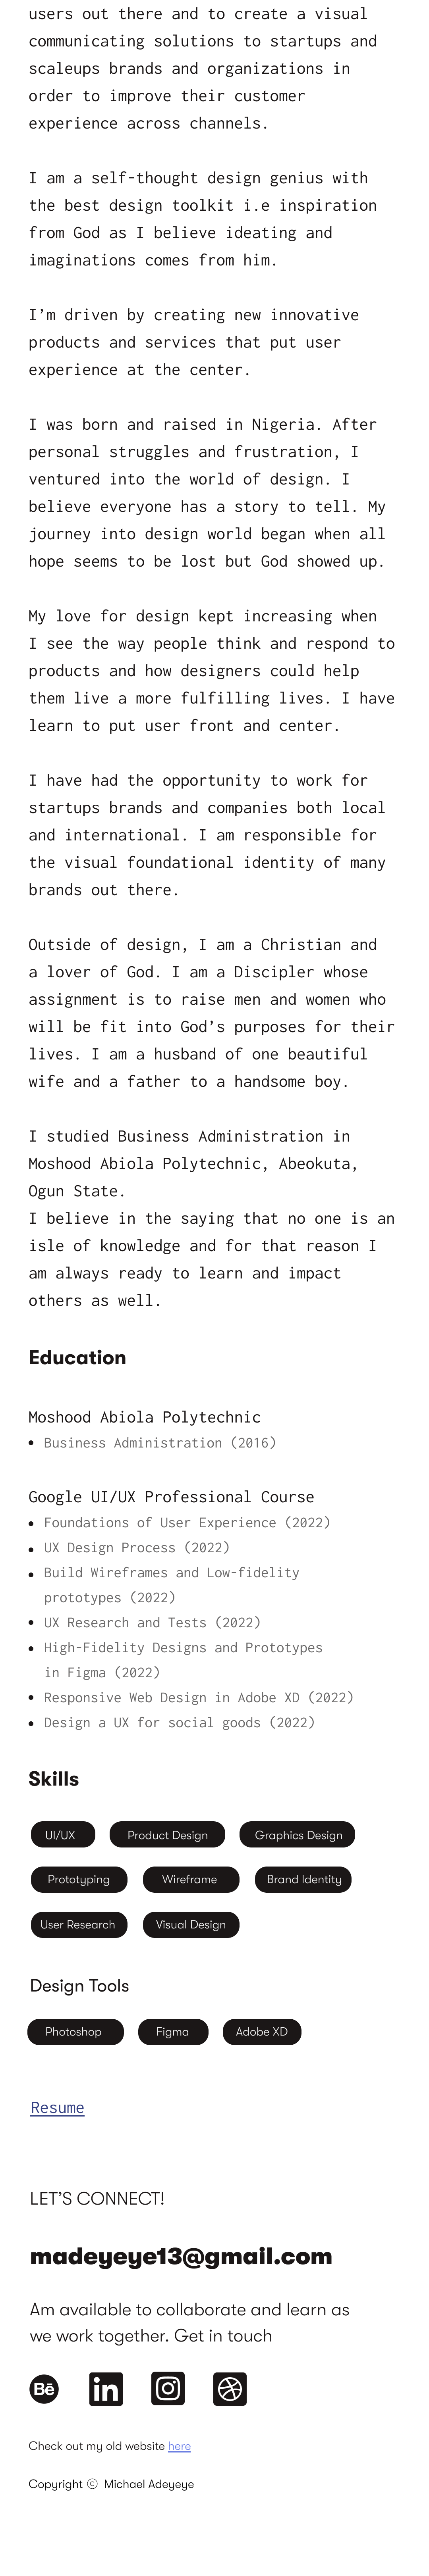 users out there and to create a visual
communicating solutions to startups and
scaleups brands and organizations in
order to improve their customer
experience across channels.
I am a self-thought design genius with
the best design toolkit i.e inspiration
from God as I believe ideating and
imaginations comes from him.
I’m driven by creating new innovative
products and services that put user
experience at the center.
I was born and raised in Nigeria. After
personal struggles and frustration, I
ventured into the world of design. I
believe everyone has a story to tell. My
journey into design world began when all
hope seems to be lost but God showed up.
My love for design kept increasing when
I see the way people think and respond to
products and how designers could help
them live a more fulfilling lives. I have
learn to put user front and center.
I have had the opportunity to work for
startups brands and companies both local
and international. I am responsible for
the visual foundational identity of many
brands out there.
Outside of design, I am a Christian and
a lover of God. I am a Discipler whose
assignment is to raise men and women who
will be fit into God’s purposes for their
lives. I am a husband of one beautiful
wife and a father to a handsome boy.
I studied Business Administration in
Moshood Abiola Polytechnic, Abeokuta,
Ogun State.
I believe in the saying that no one is an
isle of knowledge and for that reason I
am always ready to learn and impact
others as well.
Education
Moshood Abiola Polytechnic
• Business Administration (2016)
Google UI/UX Professional Course
• Foundations of User Experience (2022)
• UX Design Process (2022)
• Build Wireframes and Low-fidelity
prototypes (2022)
• UX Research and Tests (2022)
• High-Fidelity Designs and Prototypes
in Figma (2022)
• Responsive Web Design in Adobe XD (2022)
• Design a UX for social goods (2022)
Skills
UI/UX Product Design Graphics Design
Prototyping Wireframe Brand Identity
User Research Visual Design
Design Tools
Photoshop Figma Adobe XD
Resume
LET’S CONNECT!
madeyeye13@gmail.com
Am available to collaborate and learn as
we work together. Get in touch
Bē in
Check out my old website here
Copyright © Michael Adeyeye